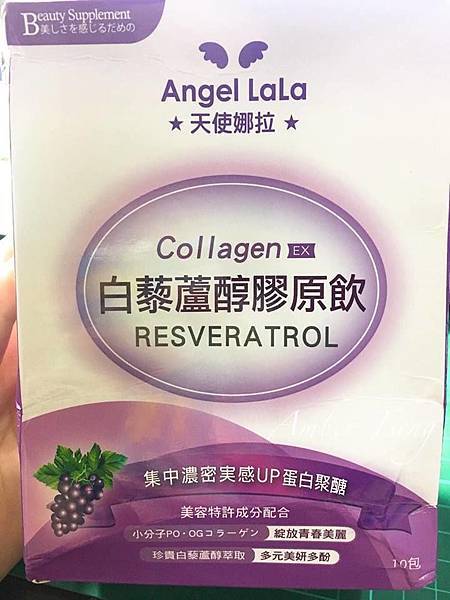 Beauty Supplement
美しさを感じるだめの
Angel LaLa
★天使娜拉★
Collagen EX
白藜蘆醇膠原飲
RESVERATROL
集中濃密実感UP蛋白聚醣
美容特許成分配合
小分子PO・OGコラーゲン 綻放青春美麗
珍貴白藜蘆醇萃取 多元美妍多酚
10包